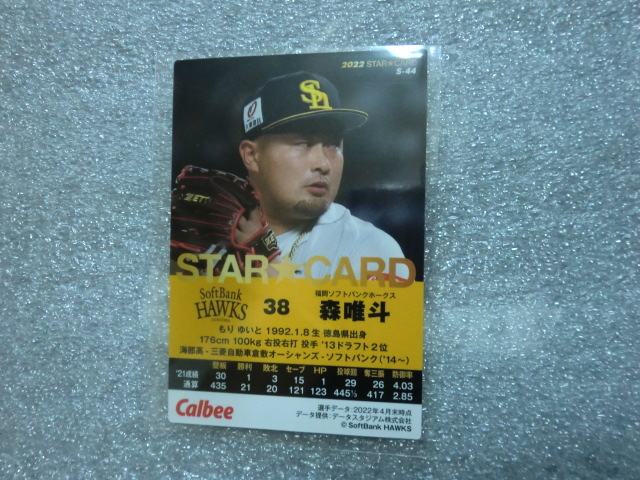 2022 STAR★CARD
S-44
SH
ZETT
STAR★CARD
SoftBank
HAWKS
38
福岡ソフトバンクホークス
森唯斗
もり ゆいと 1992.1.8生 徳島県出身
176cm 100kg 右投右打 投手 '13ドラフト2位
海部高-三菱自動車倉敷オーシャンズ-ソフトバンク('14〜)
登板 勝利 敗北 セーブ HP 投球回 奪三振 防御率
'21成績 30 1 3 15 1 29 26 4.03
通算 435 21 20 121 123 445⅓ 417 2.85
Calbee
選手データ:2022年4月末時点
データ提供:データスタジアム株式会社
© SoftBank HAWKS